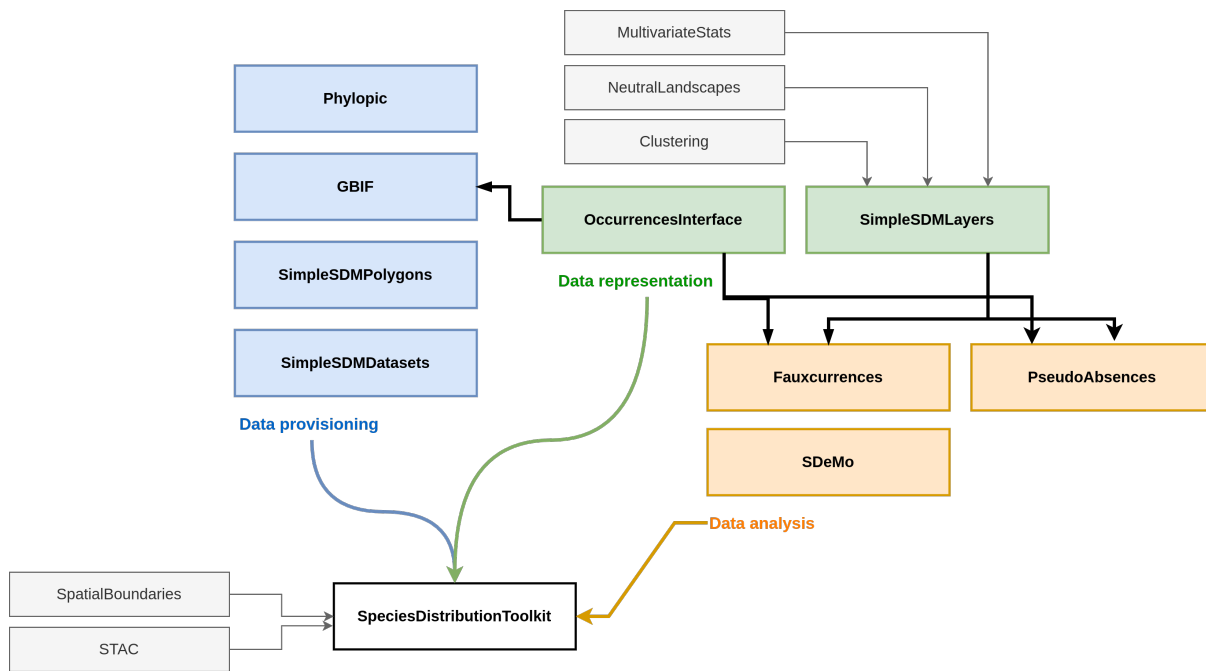 MultivariateStats
Phylopic
NeutralLandscapes
Clustering
GBIF
OccurrencesInterface
SimpleSDMLayers
SimpleSDMPolygons
Data representation
SimpleSDMDatasets
Fauxcurrences
PseudoAbsences
Data provisioning
SDeMo
Data analysis
SpatialBoundaries
SpeciesDistributionToolkit
STAC